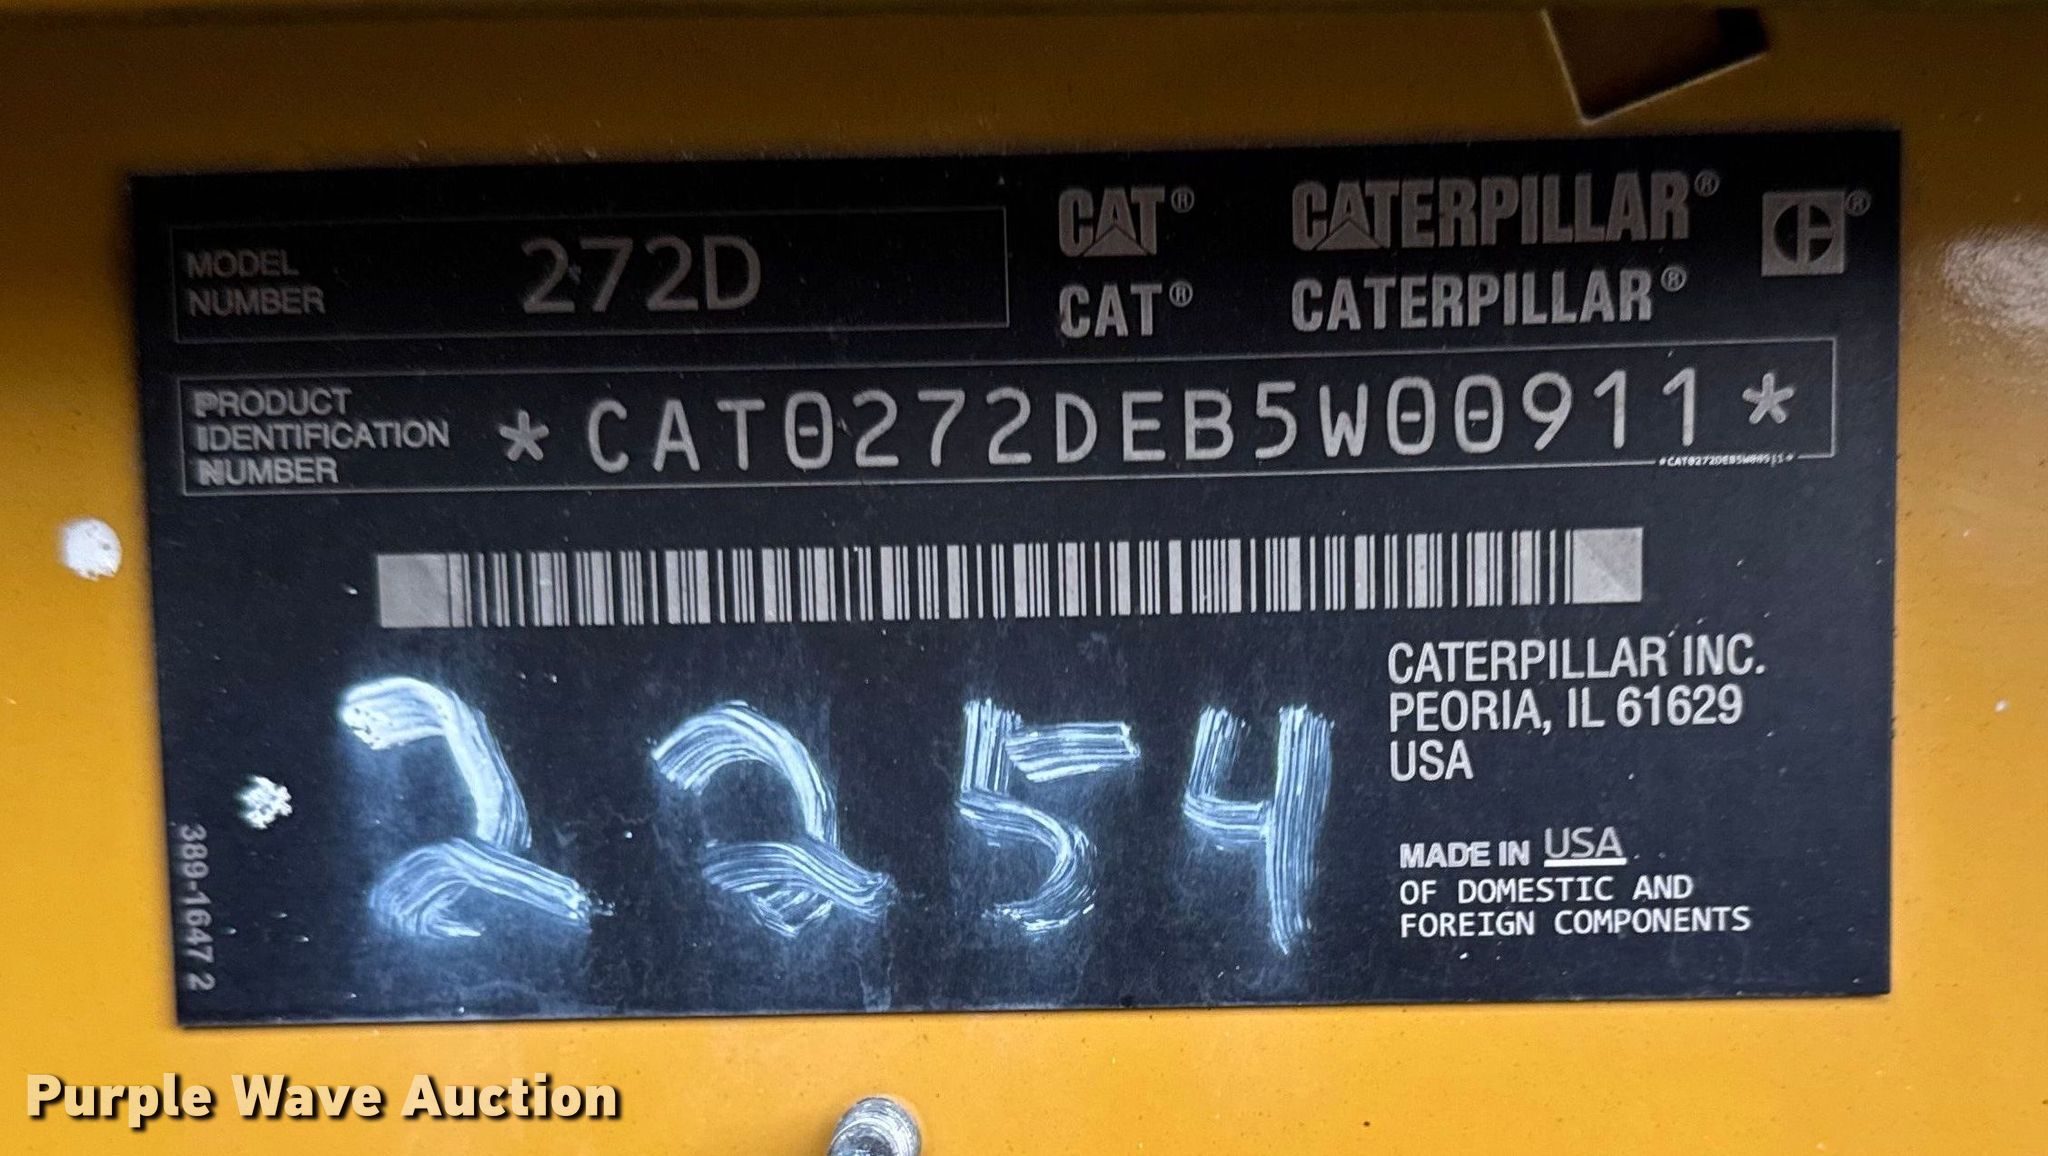 MODEL NUMBER 272D
CAT® CATERPILLAR® ®
CAT® CATERPILLAR®
PRODUCT
IDENTIFICATION
NUMBER
*CAT0272DEB5W00911*
*CAT0272DEB5W00911*
2254
CATERPILLAR INC.
PEORIA, IL 61629
USA
MADE IN USA
OF DOMESTIC AND
FOREIGN COMPONENTS
389-1647 2
Purple Wave Auction